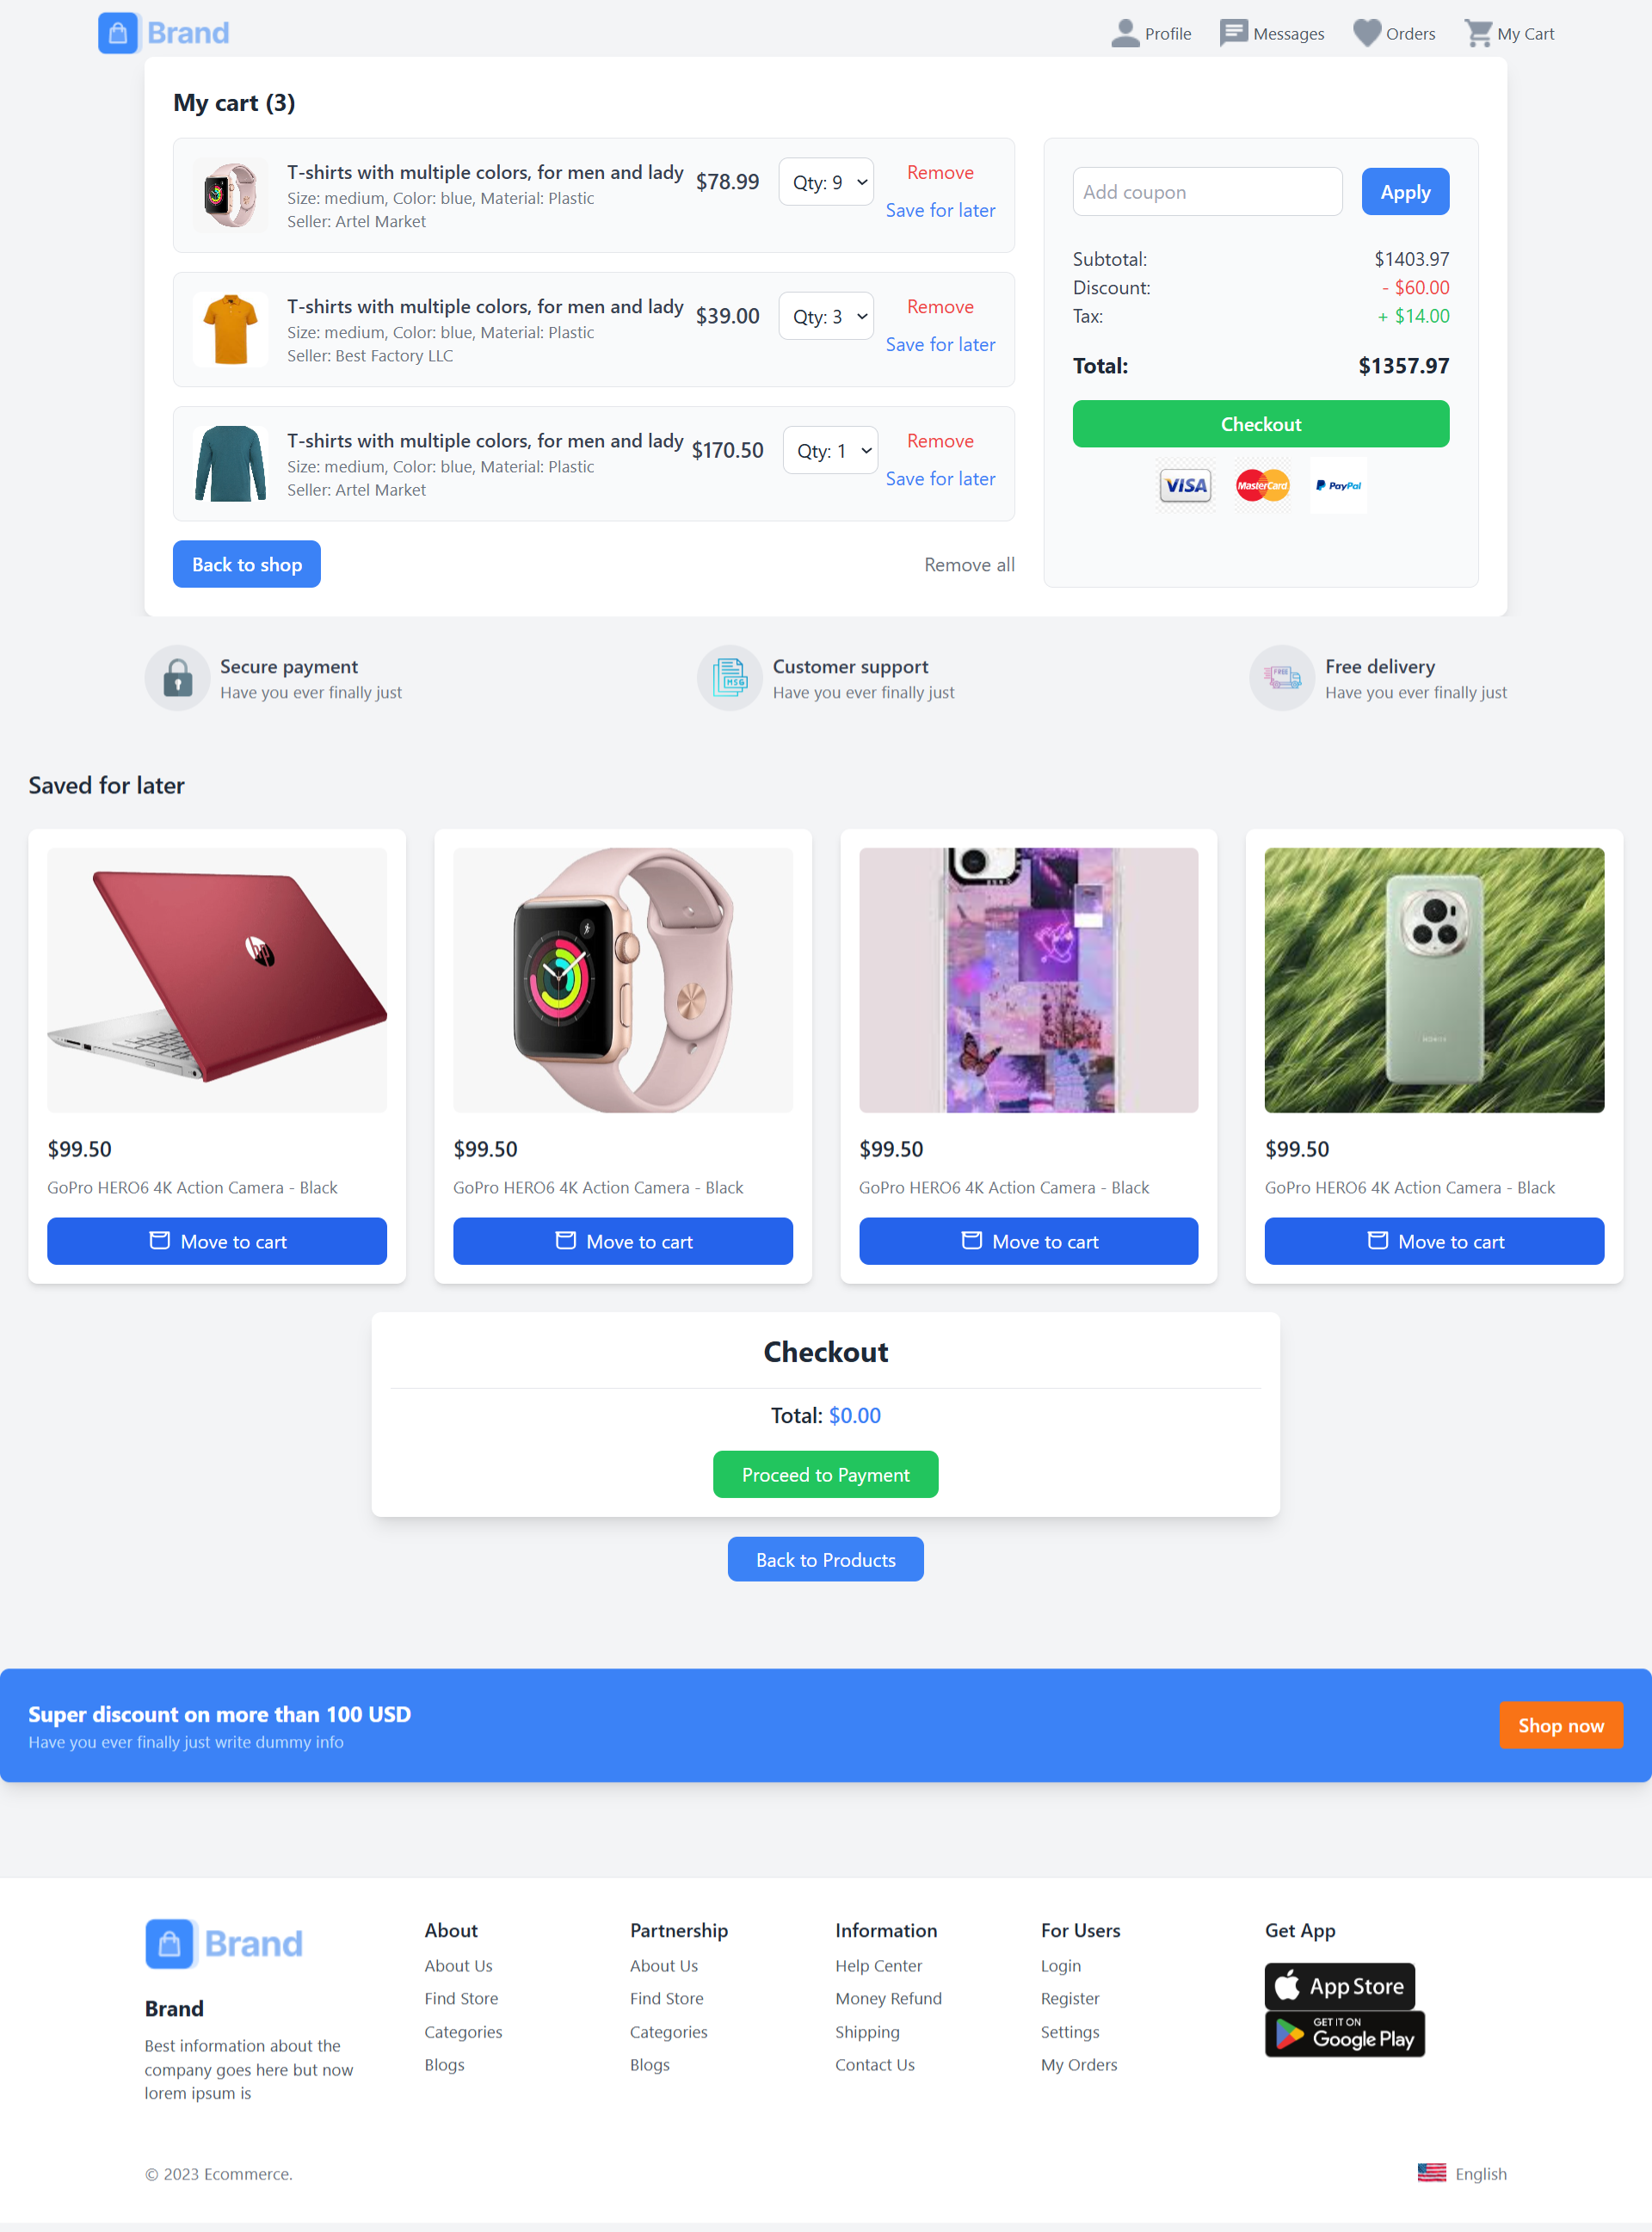 Brand
Profile
Messages
Orders
My Cart
My cart (3)
T-shirts with multiple colors, for men and lady
Size: medium, Color: blue, Material: Plastic
Seller: Artel Market
$78.99
Qty: 9
Remove
Save for later
T-shirts with multiple colors, for men and lady
Size: medium, Color: blue, Material: Plastic
Seller: Best Factory LLC
$39.00
Qty: 3
Remove
Save for later
T-shirts with multiple colors, for men and lady
Size: medium, Color: blue, Material: Plastic
Seller: Artel Market
$170.50
Qty: 1
Remove
Save for later
Back to shop
Remove all
Add coupon
Apply
Subtotal: $1403.97
Discount: - $60.00
Tax: + $14.00
Total: $1357.97
Checkout
VISA
MasterCard
PayPal
Secure payment
Have you ever finally just
MSG
Customer support
Have you ever finally just
FREE
Free delivery
Have you ever finally just
Saved for later
hp
$99.50
GoPro HERO6 4K Action Camera - Black
Move to cart
$99.50
GoPro HERO6 4K Action Camera - Black
Move to cart
$99.50
GoPro HERO6 4K Action Camera - Black
Move to cart
$99.50
GoPro HERO6 4K Action Camera - Black
Move to cart
Checkout
Total: $0.00
Proceed to Payment
Back to Products
Super discount on more than 100 USD
Have you ever finally just write dummy info
Shop now
Brand
Brand
Best information about the
company goes here but now
lorem ipsum is
About
About Us
Find Store
Categories
Blogs
Partnership
About Us
Find Store
Categories
Blogs
Information
Help Center
Money Refund
Shipping
Contact Us
For Users
Login
Register
Settings
My Orders
Get App
App Store
GET IT ON
Google Play
© 2023 Ecommerce.
English